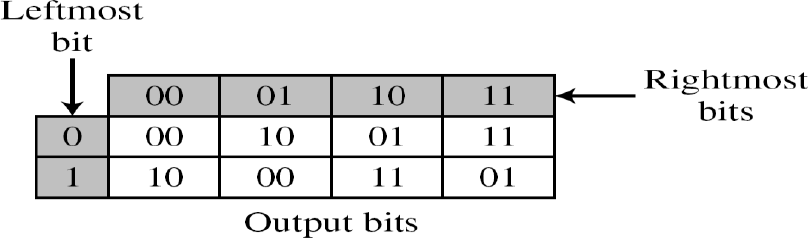 Leftmost
bit
00 01 10 11
Rightmost
bits
0 00 10 01 11
1 10 00 11 01
Output bits